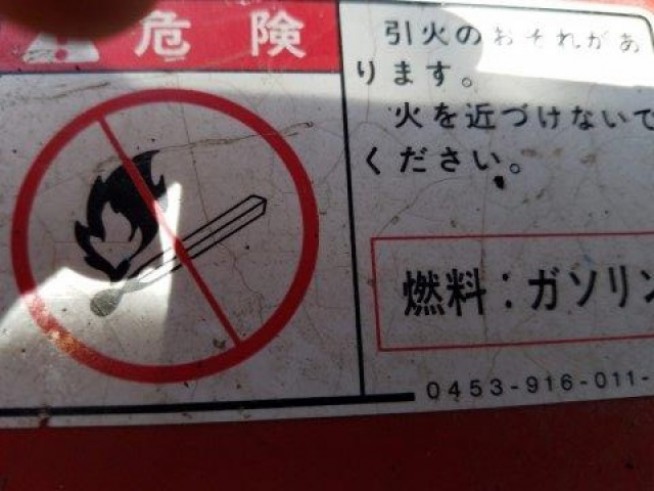 危険
引火のおそれがあ
ります。
火を近づけないで
ください。
燃料：ガソリン
0453-916-011-